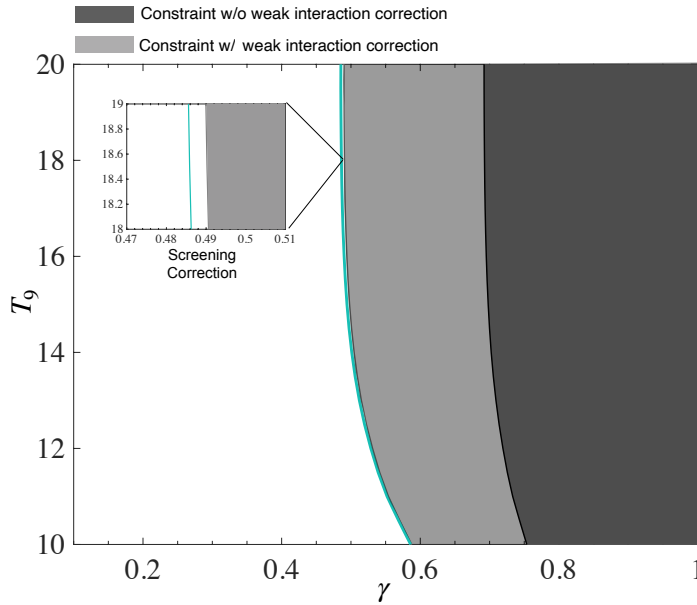 Constraint w/o weak interaction correction
Constraint w/ weak interaction correction
20
18
16
14
12
10
T9
19
18.8
18.6
18.4
18.2
18
0.47 0.48 0.49 0.5 0.51
Screening
Correction
0.2 0.4 0.6 0.8 1
γ